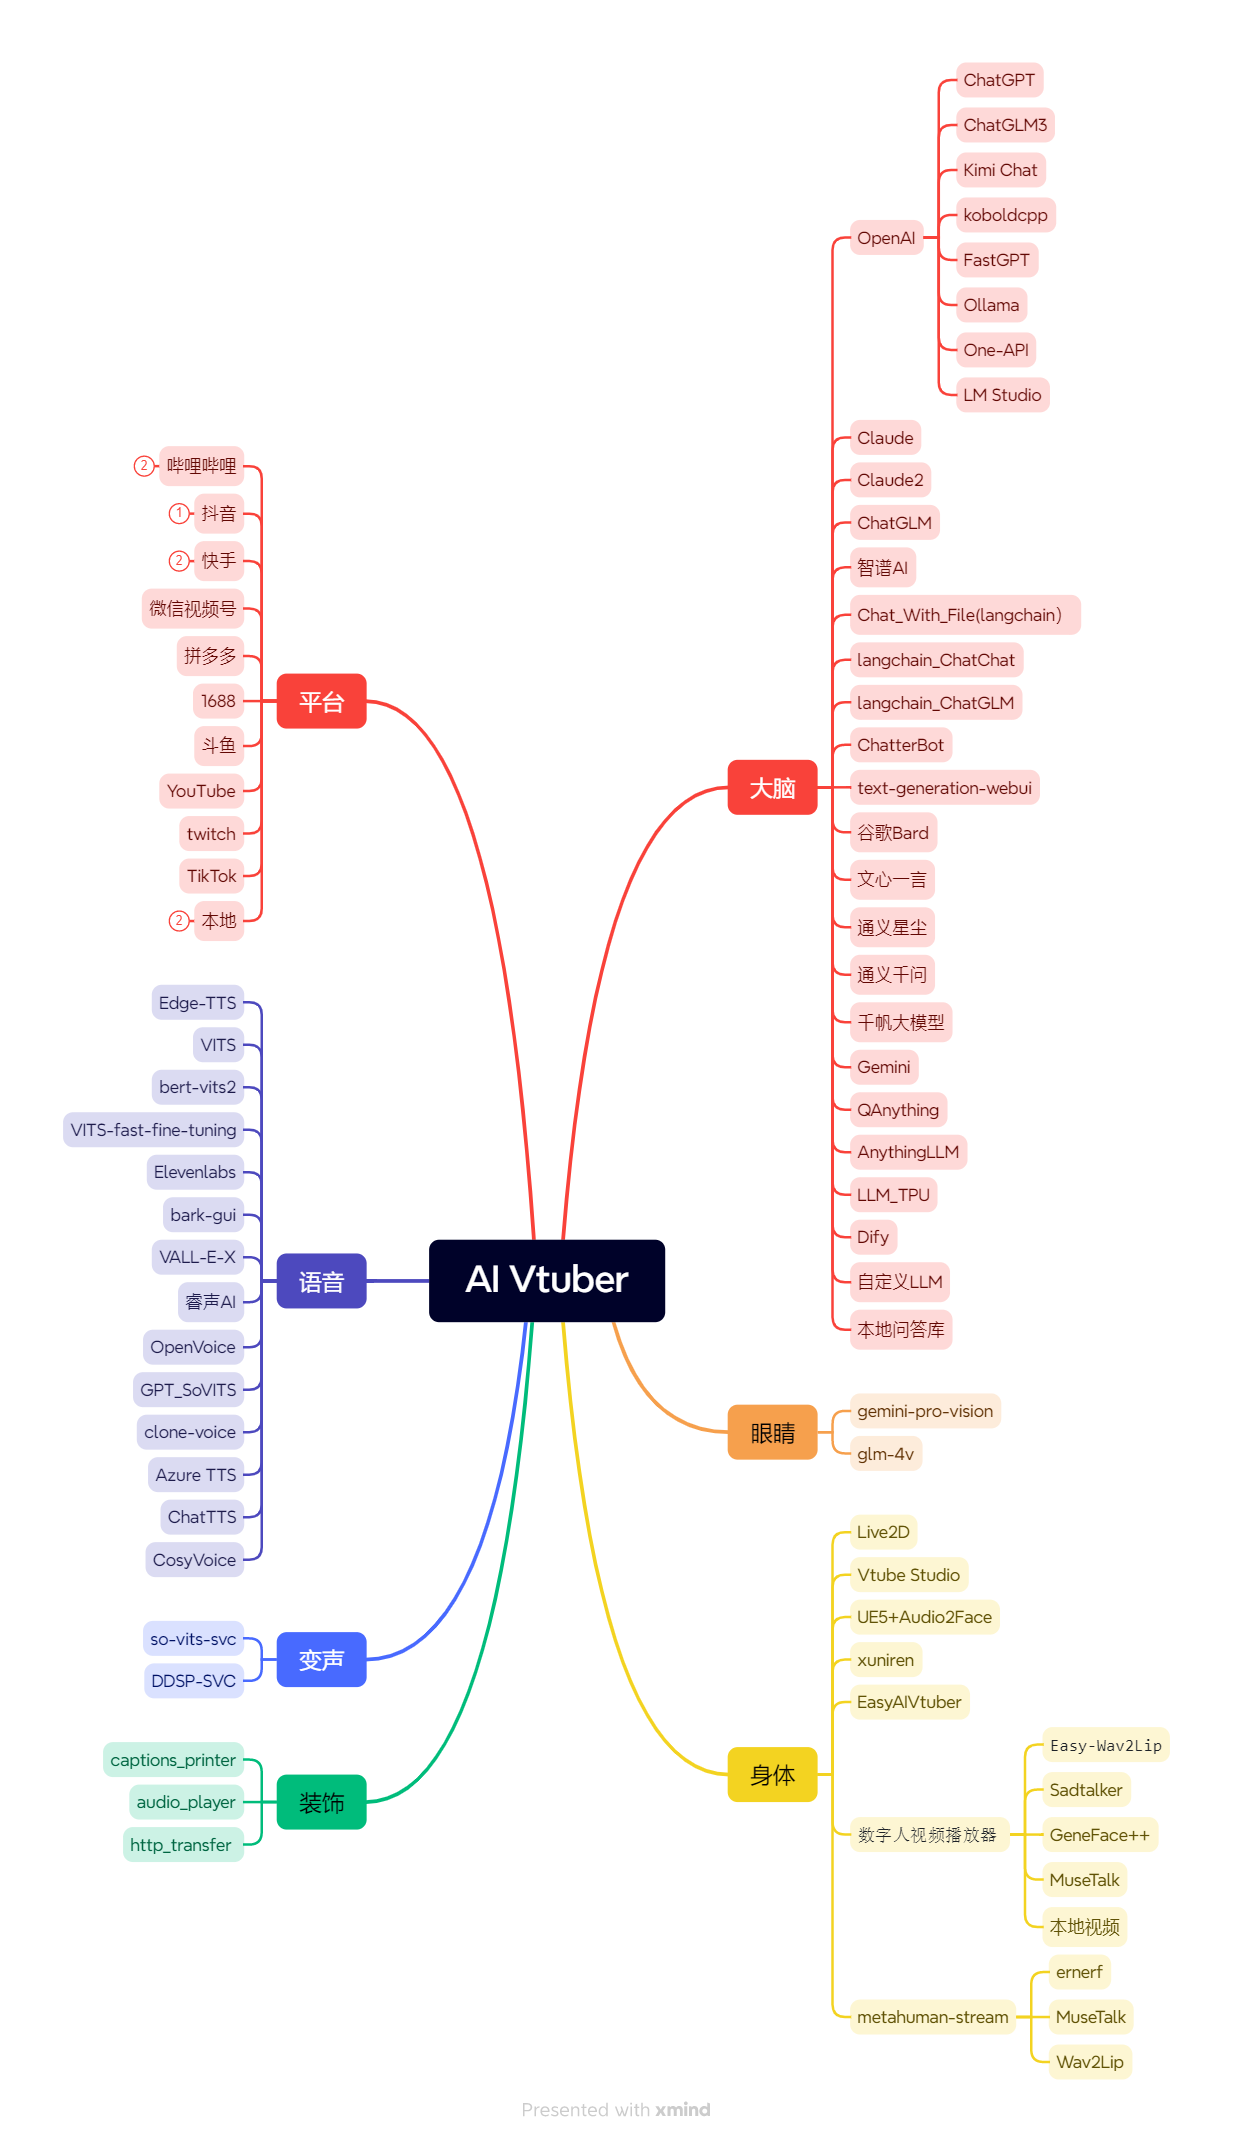 AI Vtuber
大脑
OpenAI
ChatGPT
ChatGLM3
Kimi Chat
koboldcpp
FastGPT
Ollama
One-API
LM Studio
Claude
Claude2
ChatGLM
智谱AI
Chat_With_File(langchain）
langchain_ChatChat
langchain_ChatGLM
ChatterBot
text-generation-webui
谷歌Bard
文心一言
通义星尘
通义千问
千帆大模型
Gemini
QAnything
AnythingLLM
LLM_TPU
Dify
自定义LLM
本地问答库
眼睛
gemini-pro-vision
glm-4v
身体
Live2D
Vtube Studio
UE5+Audio2Face
xuniren
EasyAIVtuber
数字人视频播放器
Easy-Wav2Lip
Sadtalker
GeneFace++
MuseTalk
本地视频
metahuman-stream
ernerf
MuseTalk
Wav2Lip
平台
哔哩哔哩
2
抖音
1
快手
2
微信视频号
拼多多
1688
斗鱼
YouTube
twitch
TikTok
本地
2
语音
Edge-TTS
VITS
bert-vits2
VITS-fast-fine-tuning
Elevenlabs
bark-gui
VALL-E-X
睿声AI
OpenVoice
GPT_SoVITS
clone-voice
Azure TTS
ChatTTS
CosyVoice
变声
so-vits-svc
DDSP-SVC
装饰
captions_printer
audio_player
http_transfer
Presented with xmind